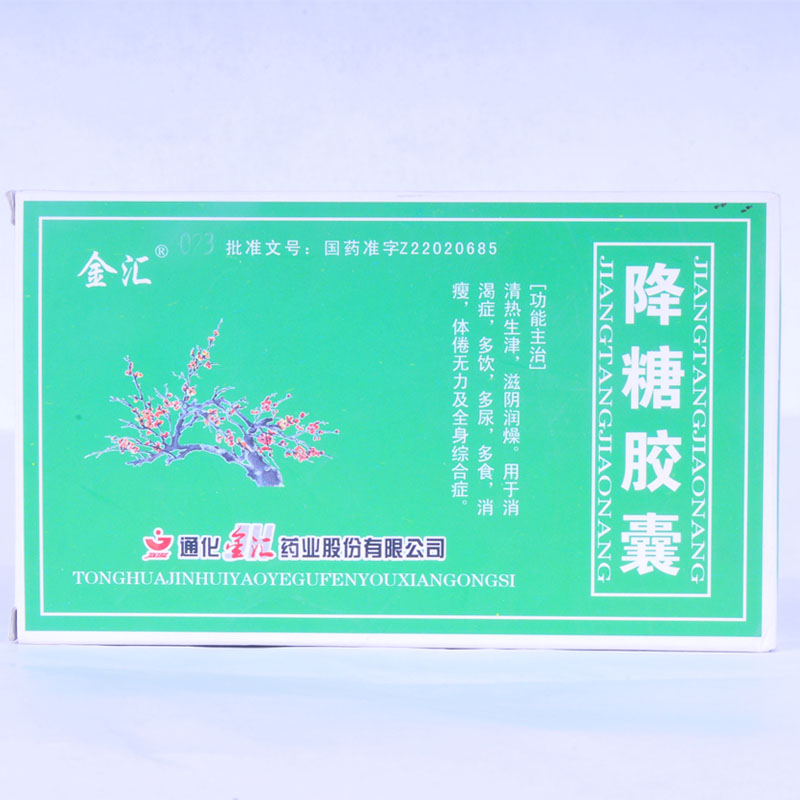 金汇®
023
批准文号：国药准字Z22020685
[功能主治]
清热生津，滋阴润燥。用于消
渴症，多饮，多尿，多食，消
瘦，体倦无力及全身综合症。
JIANGTANGJIAONANG
降糖胶囊
JIANGTANGJIAONANG
通化金汇药业股份有限公司
TONGHUAJINHUIYAOYEGUFENYOUXIANGONGSI